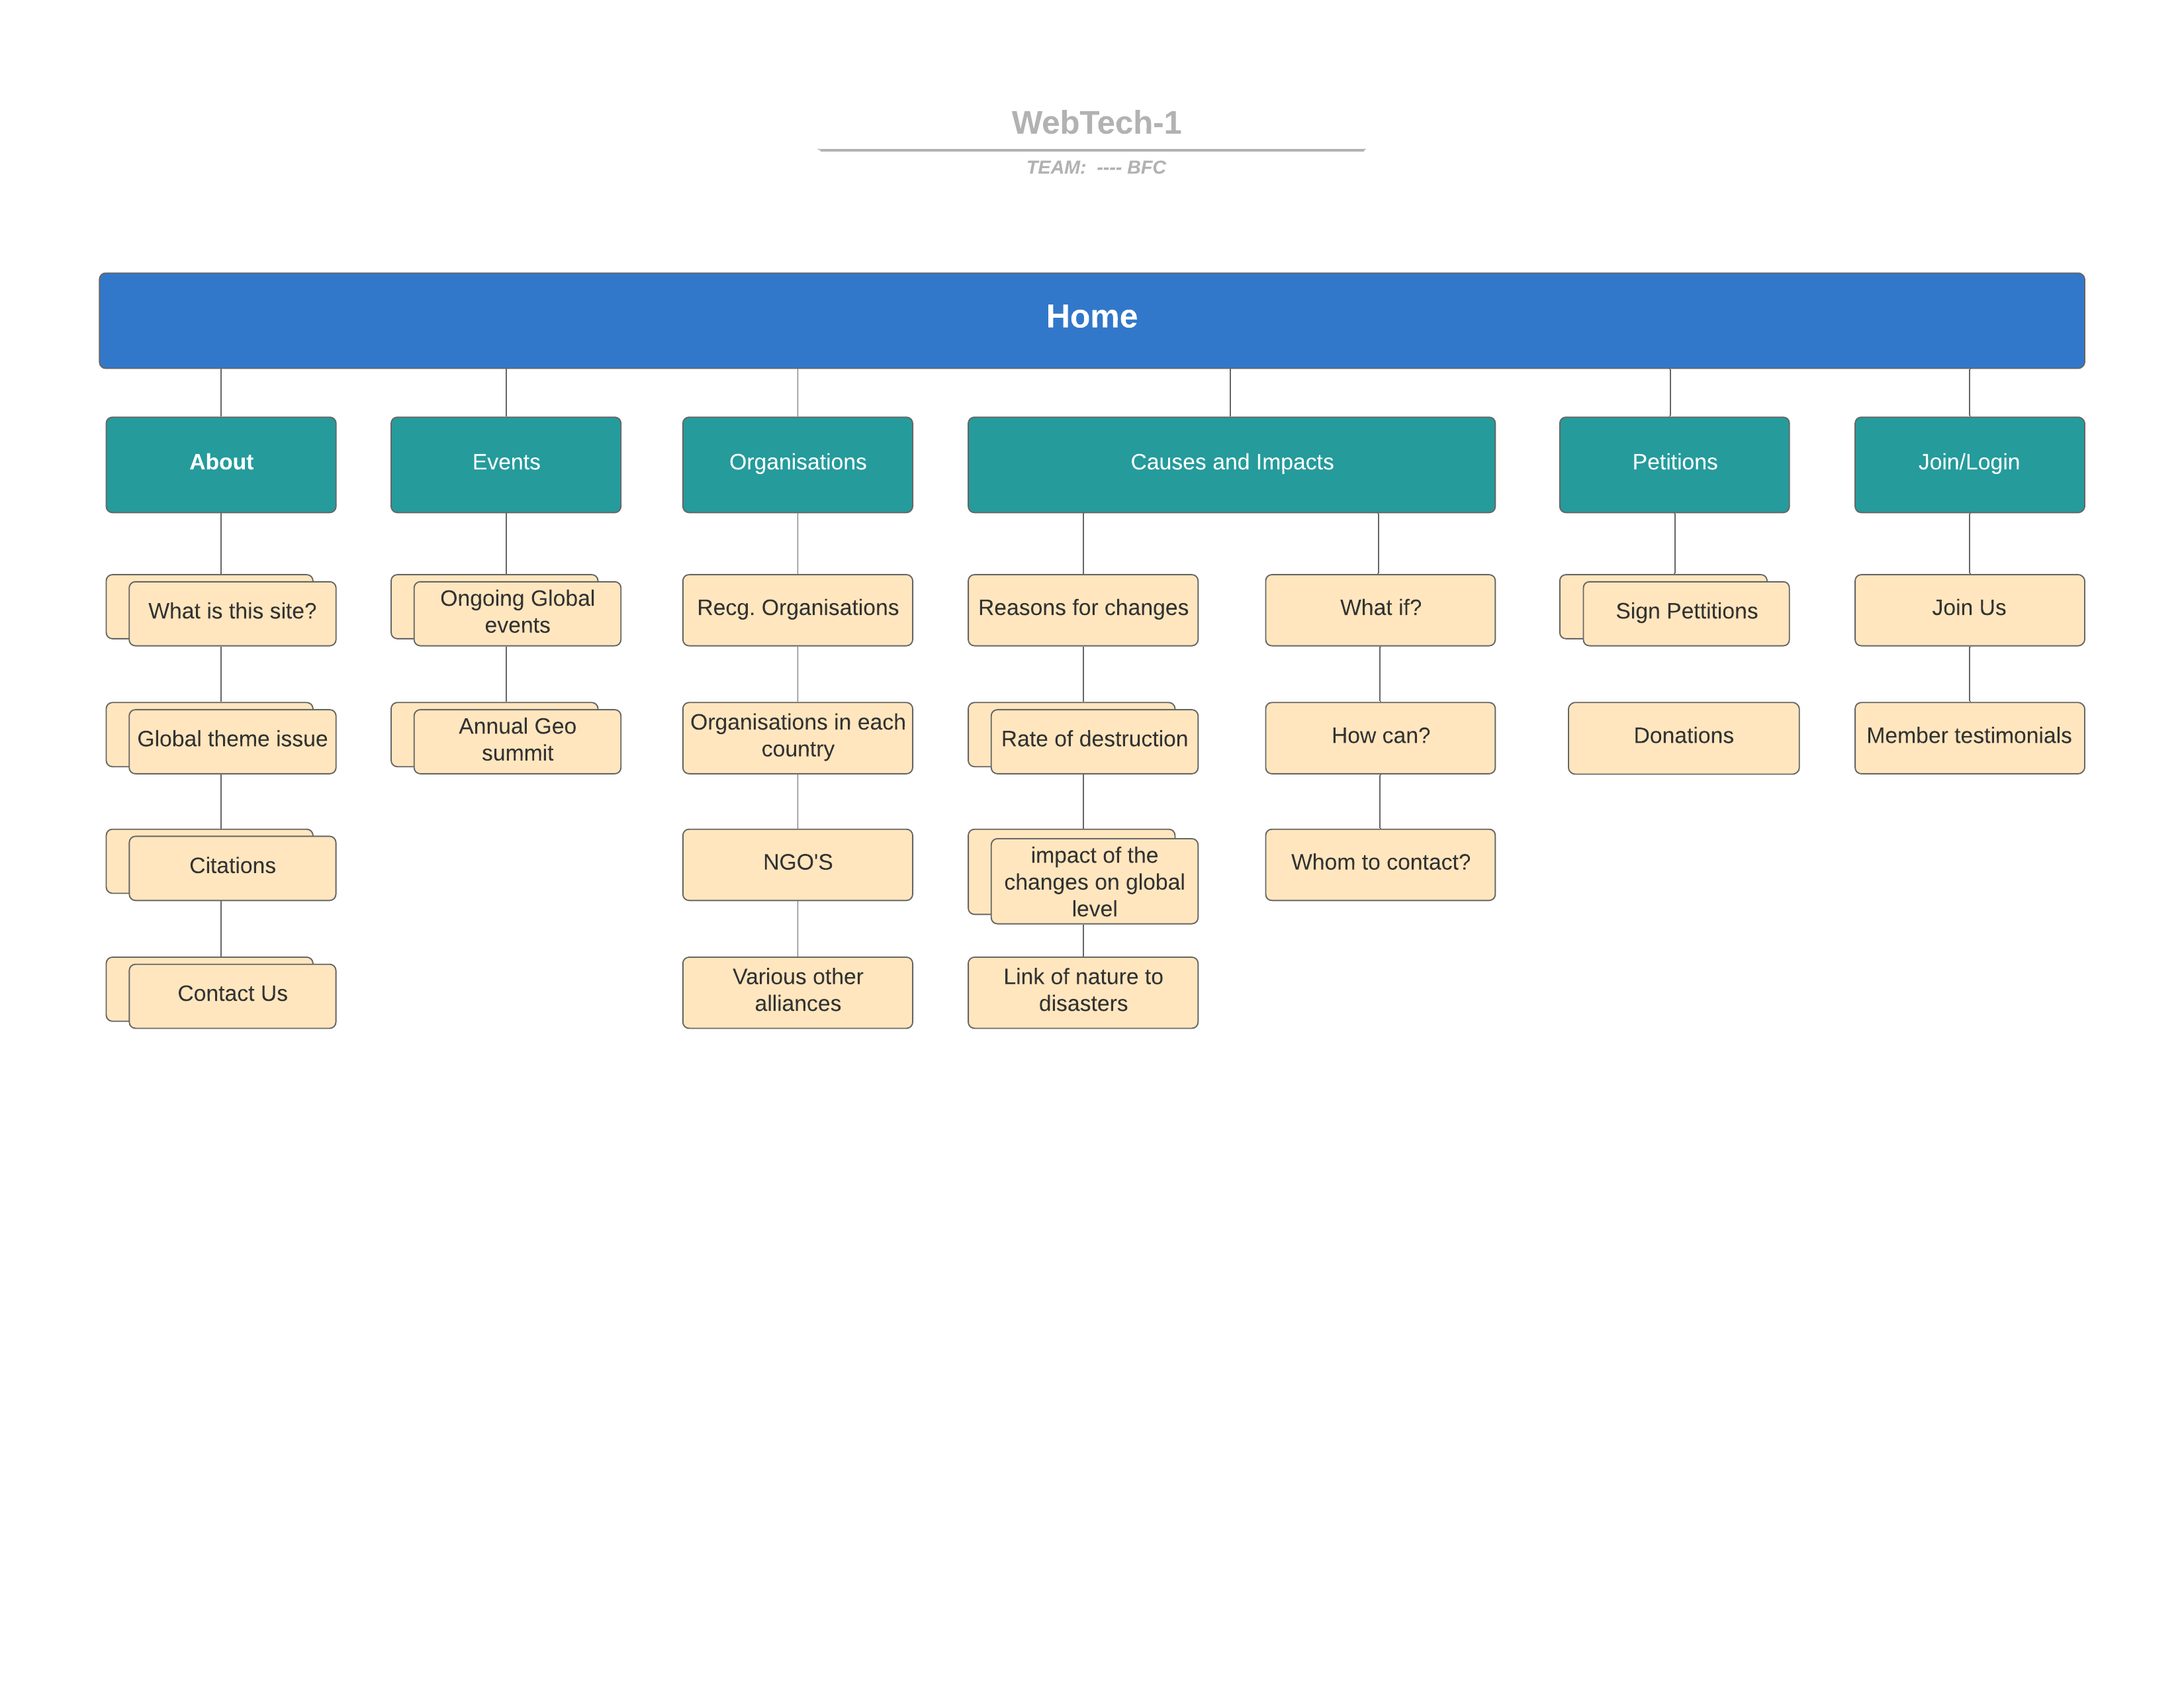 WebTech-1
TEAM:  ---- BFC
Home
About
Events
Organisations
Causes and Impacts
Petitions
Join/Login
What is this site?
Global theme issue
Citations
Contact Us
Ongoing Global
events
Annual Geo
summit
Recg. Organisations
Organisations in each
country
NGO'S
Various other
alliances
Reasons for changes
Rate of destruction
impact of the
changes on global
level
Link of nature to
disasters
What if?
How can?
Whom to contact?
Sign Pettitions
Donations
Join Us
Member testimonials